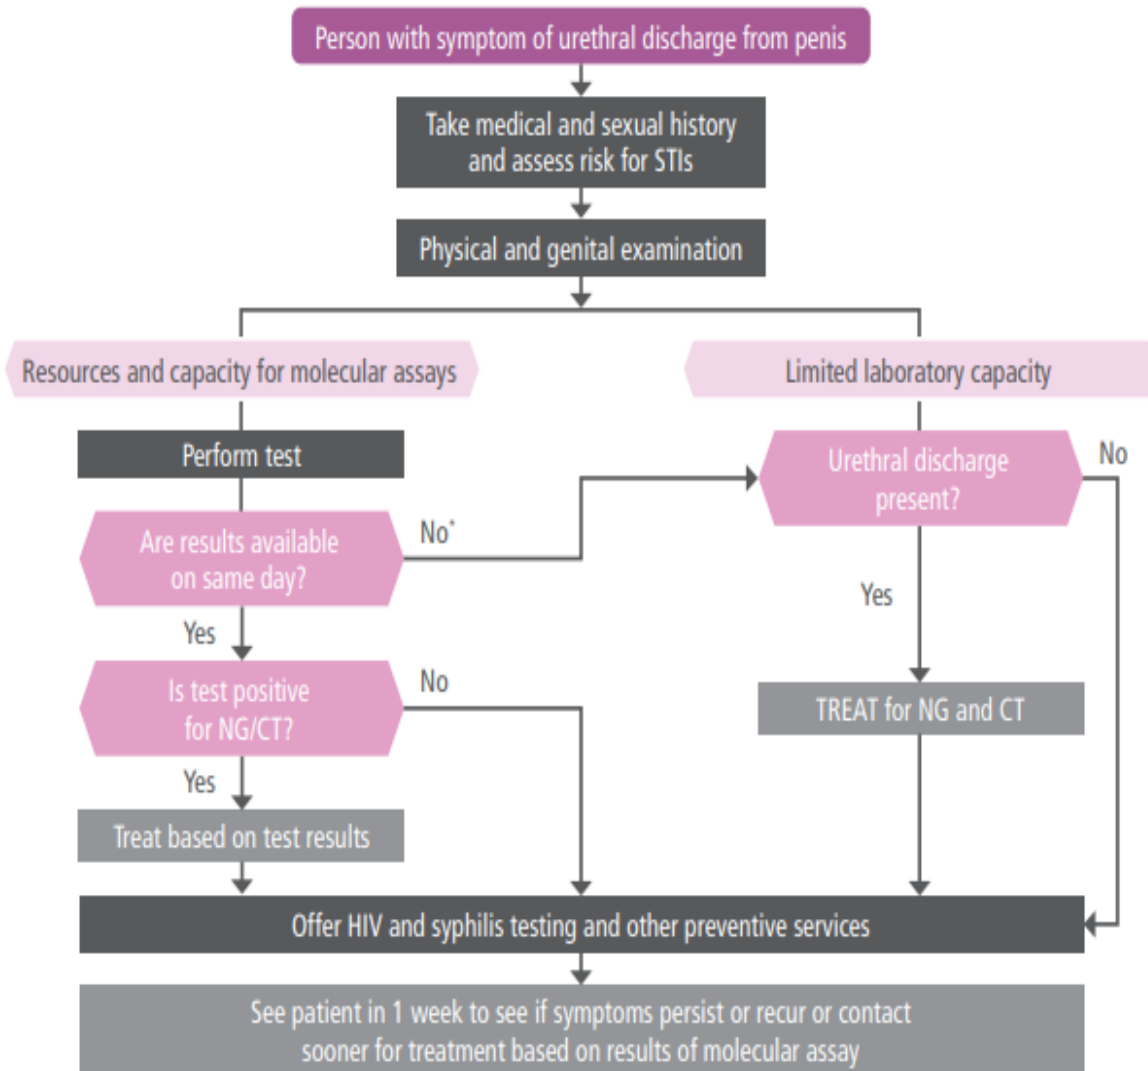 Person with symptom of urethral discharge from penis
Take medical and sexual history
and assess risk for STIs
Physical and genital examination
Resources and capacity for molecular assays
Limited laboratory capacity
Perform test
Urethral discharge
present?
No
Are results available
on same day?
No*
Yes
Yes
Is test positive
for NG/CT?
No
TREAT for NG and CT
Yes
Treat based on test results
Offer HIV and syphilis testing and other preventive services
See patient in 1 week to see if symptoms persist or recur or contact
sooner for treatment based on results of molecular assay